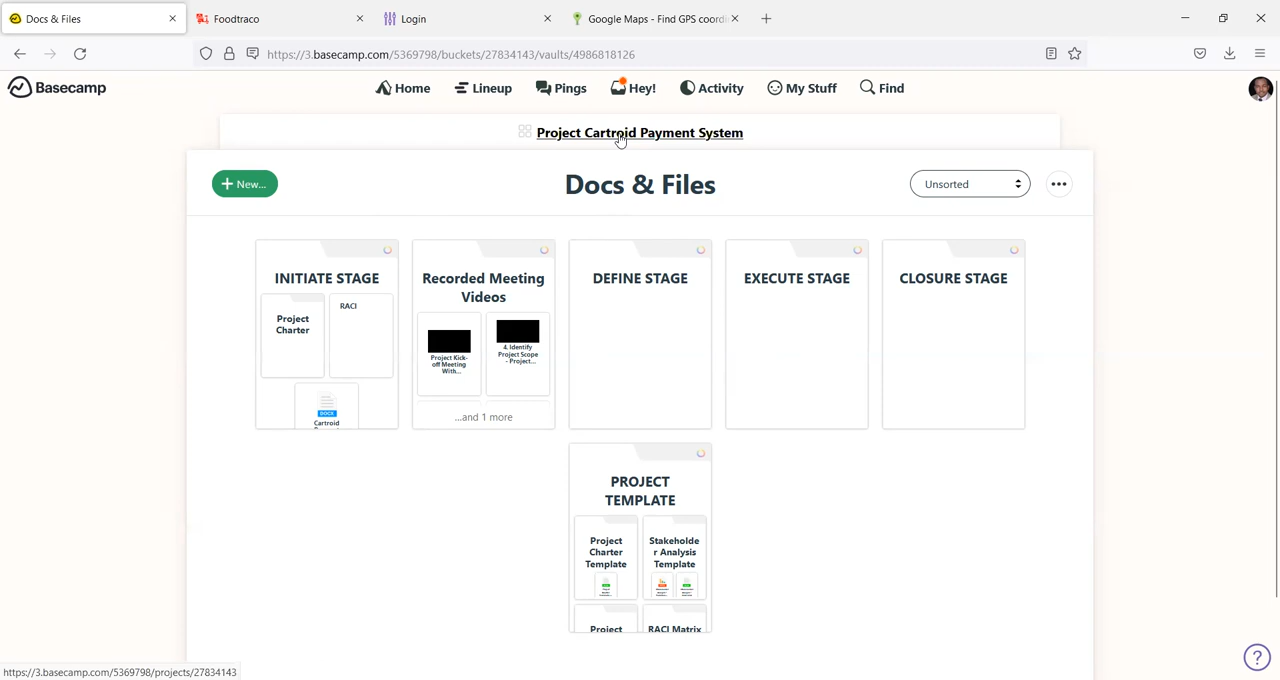 Docs & Files
Foodtraco
Login
Google Maps - Find GPS coord
https://3.basecamp.com/5369798/buckets/27834143/vaults/4986818126
Basecamp
Home
Lineup
Pings
Hey!
Activity
My Stuff
Find
Project Cartroid Payment System
+ New...
Docs & Files
Unsorted
INITIATE STAGE
Project
Charter
RACI
DOCX
Cartroid
Recorded Meeting
Videos
Project Kick-
off Meeting
With...
4. Identify
Project Scope
- Project...
...and 1 more
DEFINE STAGE
EXECUTE STAGE
CLOSURE STAGE
PROJECT
TEMPLATE
Project
Charter
Template
Stakeholde
r Analysis
Template
Project
RACI Matrix
https://3.basecamp.com/5369798/projects/27834143
?